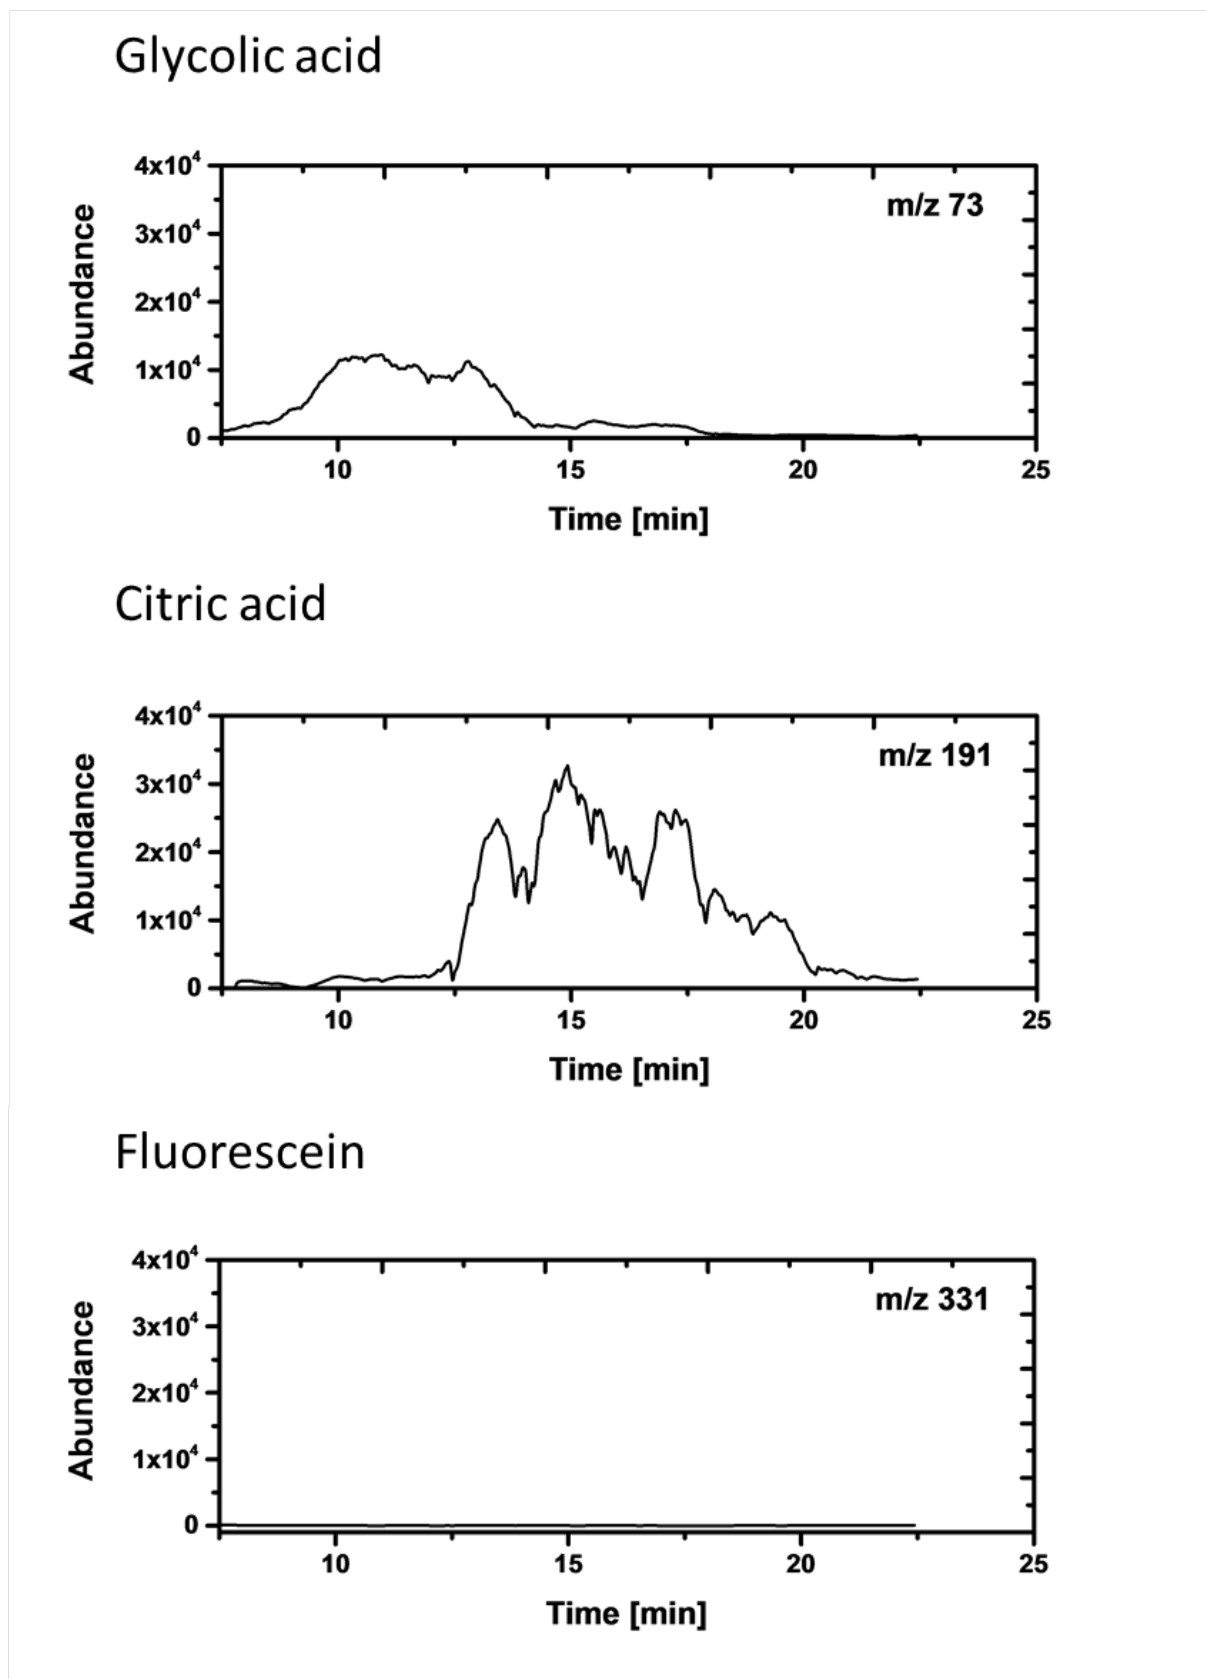 Glycolic acid
4x10⁴
3x10⁴
2x10⁴
1x10⁴
0
Abundance
m/z 73
10 15 20 25
Time [min]
Citric acid
4x10⁴
3x10⁴
2x10⁴
1x10⁴
0
Abundance
m/z 191
10 15 20 25
Time [min]
Fluorescein
4x10⁴
3x10⁴
2x10⁴
1x10⁴
0
Abundance
m/z 331
10 15 20 25
Time [min]